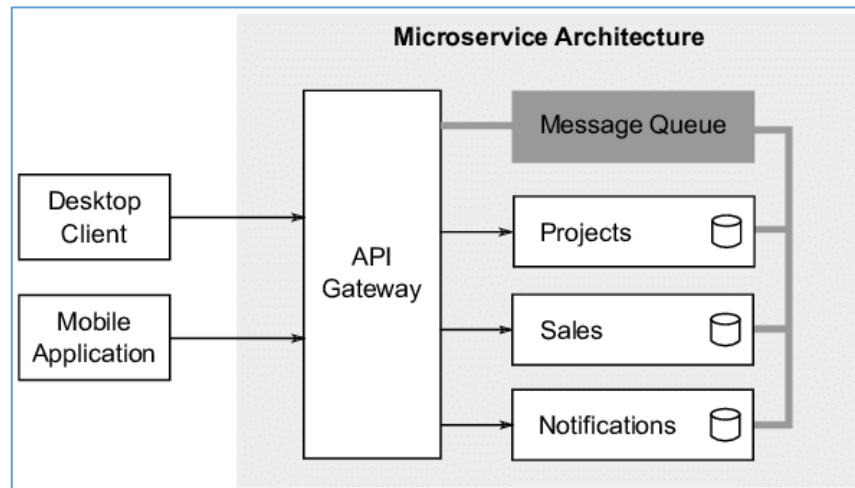 Microservice Architecture
Message Queue
Desktop
Client
Projects
API
Gateway
Mobile
Application
Sales
Notifications